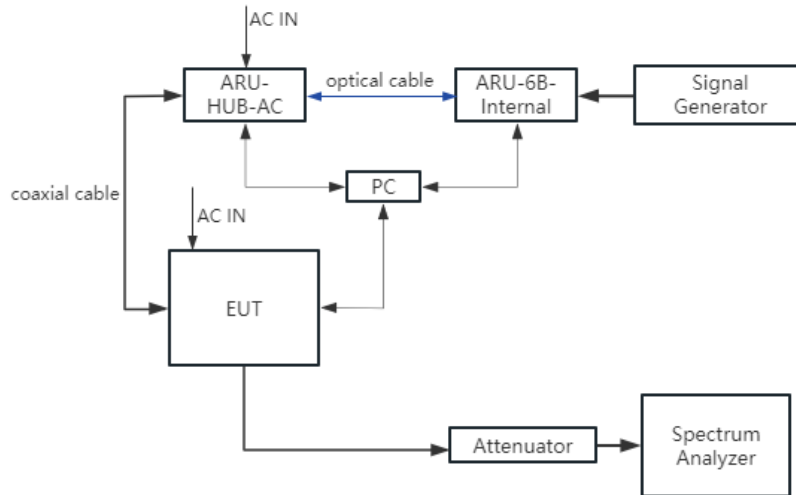 AC IN
ARU-
HUB-AC
optical cable
ARU-6B-
Internal
Signal
Generator
PC
coaxial cable
AC IN
EUT
Attenuator
Spectrum
Analyzer